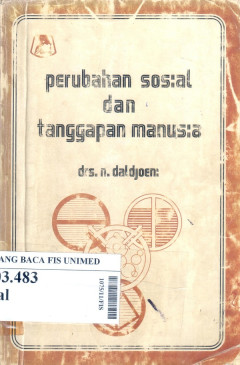 perubahan sosial
dan
tanggapan manusia
drs. n. daldjoeni
ANG BACA FIS UNIMED
03.483
al